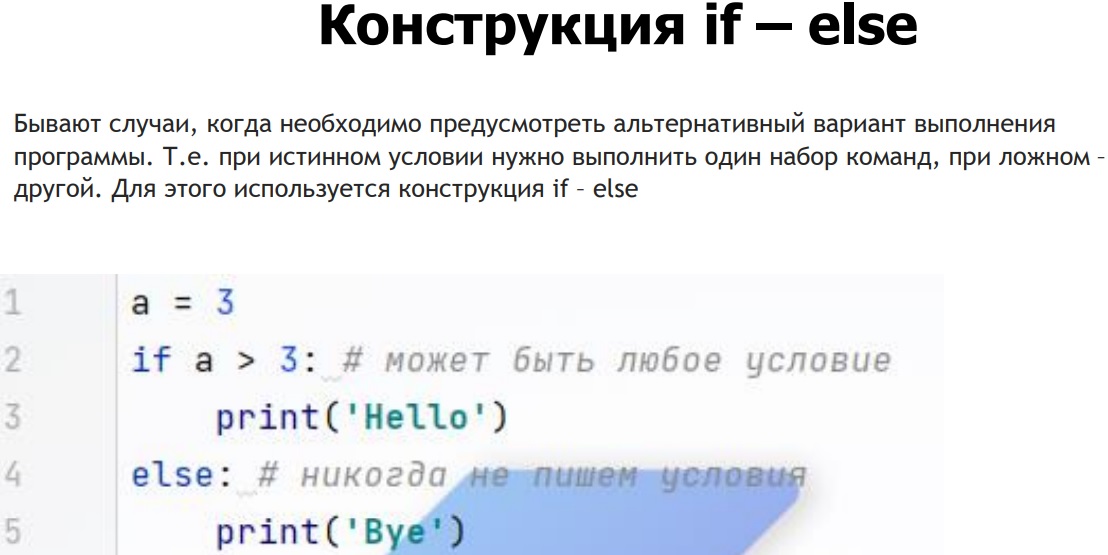 Конструкция if – else
Бывают случаи, когда необходимо предусмотреть альтернативный вариант выполнения
программы. Т.е. при истинном условии нужно выполнить один набор команд, при ложном -
другой. Для этого используется конструкция if - else
1 a = 3
2 if a > 3: # может быть любое условие
3 print('Hello')
4 else: # никогда не пишем условия
5 print('Bye')